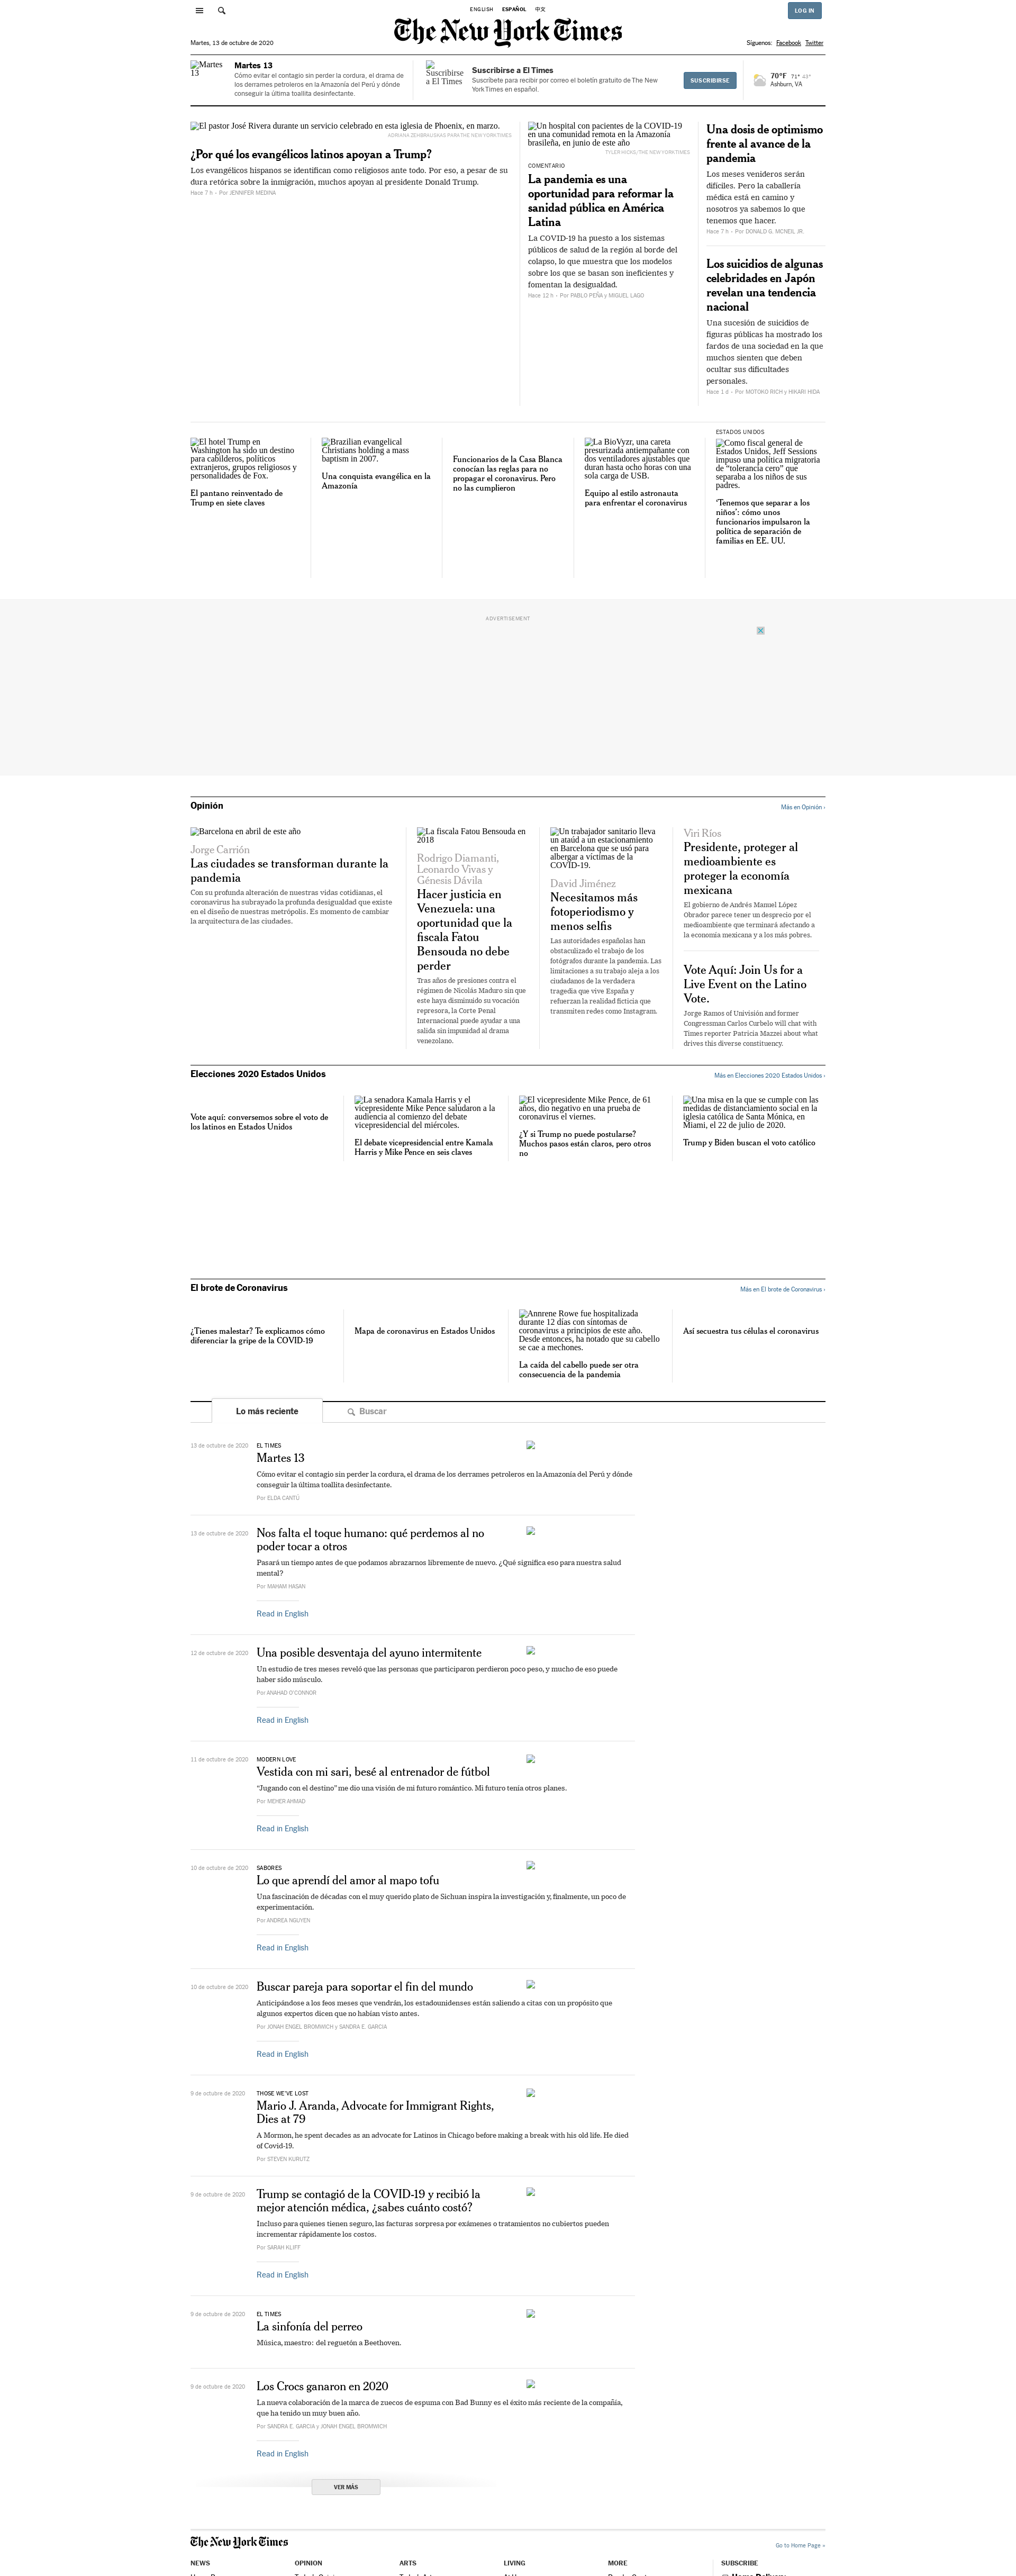 ENGLISH ESPAÑOL 中文
LOG IN
The New York Times
Martes, 13 de octubre de 2020
Síguenos: Facebook Twitter
Martes 13
Martes 13
Cómo evitar el contagio sin perder la cordura, el drama de
los derrames petroleros en la Amazonía del Perú y dónde
conseguir la última toallita desinfectante.
Suscribirse a El Times
Suscribirse a El Times
Suscríbete para recibir por correo el boletín gratuito de The New
York Times en español.
SUSCRIBIRSE
70°F 71° 43°
Ashburn, VA
El pastor José Rivera durante un servicio celebrado en esta iglesia de Phoenix, en marzo.
ADRIANA ZEHBRAUSKAS PARA THE NEW YORK TIMES
¿Por qué los evangélicos latinos apoyan a Trump?
Los evangélicos hispanos se identifican como religiosos ante todo. Por eso, a pesar de su
dura retórica sobre la inmigración, muchos apoyan al presidente Donald Trump.
Hace 7 h - Por JENNIFER MEDINA
Un hospital con pacientes de la COVID-19
en una comunidad remota en la Amazonía
brasileña, en junio de este año
TYLER HICKS/THE NEW YORK TIMES
COMENTARIO
La pandemia es una
oportunidad para reformar la
sanidad pública en América
Latina
La COVID-19 ha puesto a los sistemas
públicos de salud de la región al borde del
colapso, lo que muestra que los modelos
sobre los que se basan son ineficientes y
fomentan la desigualdad.
Hace 12 h - Por PABLO PEÑA y MIGUEL LAGO
Una dosis de optimismo
frente al avance de la
pandemia
Los meses venideros serán
difíciles. Pero la caballería
médica está en camino y
nosotros ya sabemos lo que
tenemos que hacer.
Hace 7 h - Por DONALD G. MCNEIL JR.
Los suicidios de algunas
celebridades en Japón
revelan una tendencia
nacional
Una sucesión de suicidios de
figuras públicas ha mostrado los
fardos de una sociedad en la que
muchos sienten que deben
ocultar sus dificultades
personales.
Hace 1 d - Por MOTOKO RICH y HIKARI HIDA
El hotel Trump en
Washington ha sido un destino
para cabilderos, políticos
extranjeros, grupos religiosos y
personalidades de Fox.
El pantano reinventado de
Trump en siete claves
Brazilian evangelical
Christians holding a mass
baptism in 2007.
Una conquista evangélica en la
Amazonía
Funcionarios de la Casa Blanca
conocían las reglas para no
propagar el coronavirus. Pero
no las cumplieron
La BioVyzr, una careta
presurizada antiempañante con
dos ventiladores ajustables que
duran hasta ocho horas con una
sola carga de USB.
Equipo al estilo astronauta
para enfrentar el coronavirus
ESTADOS UNIDOS
Como fiscal general de
Estados Unidos, Jeff Sessions
impuso una política migratoria
de “tolerancia cero” que
separaba a los niños de sus
padres.
‘Tenemos que separar a los
niños’: cómo unos
funcionarios impulsaron la
política de separación de
familias en EE. UU.
ADVERTISEMENT
Opinión
Más en Opinión ›
Barcelona en abril de este año
Jorge Carrión
Las ciudades se transforman durante la
pandemia
Con su profunda alteración de nuestras vidas cotidianas, el
coronavirus ha subrayado la profunda desigualdad que existe
en el diseño de nuestras metrópolis. Es momento de cambiar
la arquitectura de las ciudades.
La fiscala Fatou Bensouda en
2018
Rodrigo Diamanti,
Leonardo Vivas y
Génesis Dávila
Hacer justicia en
Venezuela: una
oportunidad que la
fiscala Fatou
Bensouda no debe
perder
Tras años de presiones contra el
régimen de Nicolás Maduro sin que
este haya disminuido su vocación
represora, la Corte Penal
Internacional puede ayudar a una
salida sin impunidad al drama
venezolano.
Un trabajador sanitario lleva
un ataúd a un estacionamiento
en Barcelona que se usó para
albergar a víctimas de la
COVID-19.
David Jiménez
Necesitamos más
fotoperiodismo y
menos selfis
Las autoridades españolas han
obstaculizado el trabajo de los
fotógrafos durante la pandemia. Las
limitaciones a su trabajo aleja a los
ciudadanos de la verdadera
tragedia que vive España y
refuerzan la realidad ficticia que
transmiten redes como Instagram.
Viri Ríos
Presidente, proteger al
medioambiente es
proteger la economía
mexicana
El gobierno de Andrés Manuel López
Obrador parece tener un desprecio por el
medioambiente que terminará afectando a
la economía mexicana y a los más pobres.
Vote Aquí: Join Us for a
Live Event on the Latino
Vote.
Jorge Ramos of Univisión and former
Congressman Carlos Curbelo will chat with
Times reporter Patricia Mazzei about what
drives this diverse constituency.
Elecciones 2020 Estados Unidos
Más en Elecciones 2020 Estados Unidos ›
Vote aquí: conversemos sobre el voto de
los latinos en Estados Unidos
La senadora Kamala Harris y el
vicepresidente Mike Pence saludaron a la
audiencia al comienzo del debate
vicepresidencial del miércoles.
El debate vicepresidencial entre Kamala
Harris y Mike Pence en seis claves
El vicepresidente Mike Pence, de 61
años, dio negativo en una prueba de
coronavirus el viernes.
¿Y si Trump no puede postularse?
Muchos pasos están claros, pero otros
no
Una misa en la que se cumple con las
medidas de distanciamiento social en la
iglesia católica de Santa Mónica, en
Miami, el 22 de julio de 2020.
Trump y Biden buscan el voto católico
El brote de Coronavirus
Más en El brote de Coronavirus ›
¿Tienes malestar? Te explicamos cómo
diferenciar la gripe de la COVID-19
Mapa de coronavirus en Estados Unidos
Annrene Rowe fue hospitalizada
durante 12 días con síntomas de
coronavirus a principios de este año.
Desde entonces, ha notado que su cabello
se cae a mechones.
La caída del cabello puede ser otra
consecuencia de la pandemia
Así secuestra tus células el coronavirus
Lo más reciente
Buscar
13 de octubre de 2020
EL TIMES
Martes 13
Cómo evitar el contagio sin perder la cordura, el drama de los derrames petroleros en la Amazonía del Perú y dónde
conseguir la última toallita desinfectante.
Por ELDA CANTÚ
13 de octubre de 2020
Nos falta el toque humano: qué perdemos al no
poder tocar a otros
Pasará un tiempo antes de que podamos abrazarnos libremente de nuevo. ¿Qué significa eso para nuestra salud
mental?
Por MAHAM HASAN
Read in English
12 de octubre de 2020
Una posible desventaja del ayuno intermitente
Un estudio de tres meses reveló que las personas que participaron perdieron poco peso, y mucho de eso puede
haber sido músculo.
Por ANAHAD O'CONNOR
Read in English
11 de octubre de 2020
MODERN LOVE
Vestida con mi sari, besé al entrenador de fútbol
“Jugando con el destino” me dio una visión de mi futuro romántico. Mi futuro tenía otros planes.
Por MEHER AHMAD
Read in English
10 de octubre de 2020
SABORES
Lo que aprendí del amor al mapo tofu
Una fascinación de décadas con el muy querido plato de Sichuan inspira la investigación y, finalmente, un poco de
experimentación.
Por ANDREA NGUYEN
Read in English
10 de octubre de 2020
Buscar pareja para soportar el fin del mundo
Anticipándose a los feos meses que vendrán, los estadounidenses están saliendo a citas con un propósito que
algunos expertos dicen que no habían visto antes.
Por JONAH ENGEL BROMWICH y SANDRA E. GARCIA
Read in English
9 de octubre de 2020
THOSE WE'VE LOST
Mario J. Aranda, Advocate for Immigrant Rights,
Dies at 79
A Mormon, he spent decades as an advocate for Latinos in Chicago before making a break with his old life. He died
of Covid-19.
Por STEVEN KURUTZ
9 de octubre de 2020
Trump se contagió de la COVID-19 y recibió la
mejor atención médica, ¿sabes cuánto costó?
Incluso para quienes tienen seguro, las facturas sorpresa por exámenes o tratamientos no cubiertos pueden
incrementar rápidamente los costos.
Por SARAH KLIFF
Read in English
9 de octubre de 2020
EL TIMES
La sinfonía del perreo
Música, maestro: del reguetón a Beethoven.
9 de octubre de 2020
Los Crocs ganaron en 2020
La nueva colaboración de la marca de zuecos de espuma con Bad Bunny es el éxito más reciente de la compañía,
que ha tenido un muy buen año.
Por SANDRA E. GARCIA y JONAH ENGEL BROMWICH
Read in English
VER MÁS
The New York Times
Go to Home Page »
NEWS OPINION ARTS LIVING MORE SUBSCRIBE